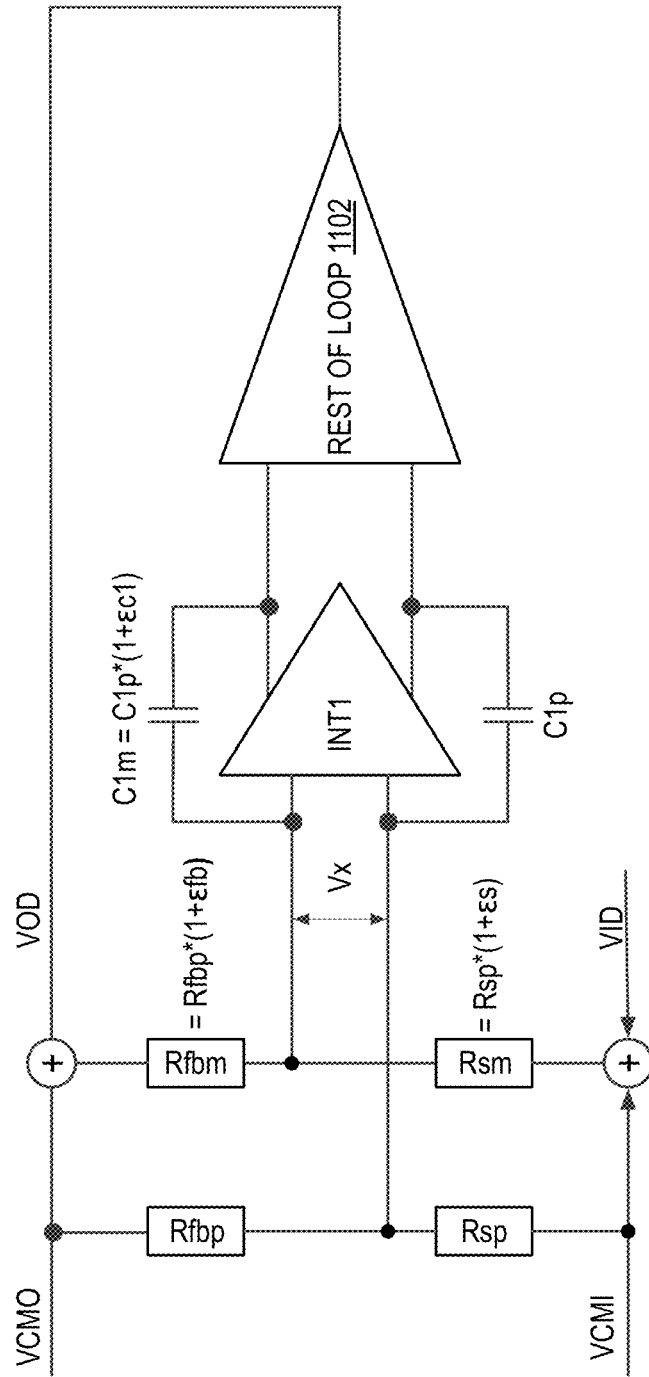 VCMO
VOD
Rfbp
Rfbm
= Rfbp*(1+εfb)
C1m = C1p*(1+εc1)
Vx
INT1
REST OF LOOP 1102
C1p
Rsp
Rsm
= Rsp*(1+εs)
VCMI
VID